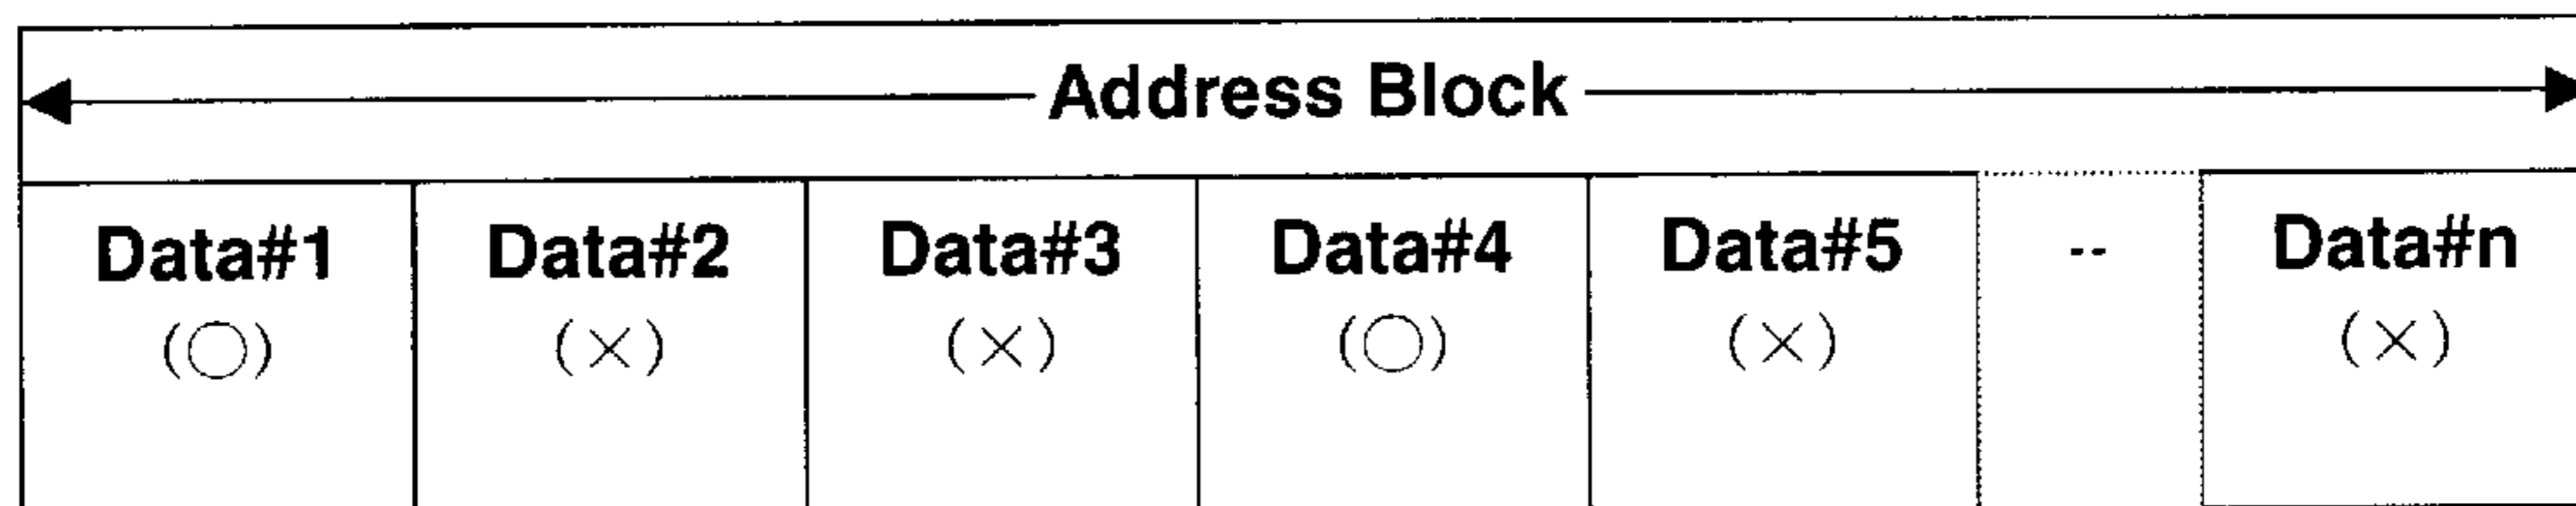 Address Block
Data#1 Data#2 Data#3 Data#4 Data#5 -- Data#n
(○) (×) (×) (○) (×) (×)